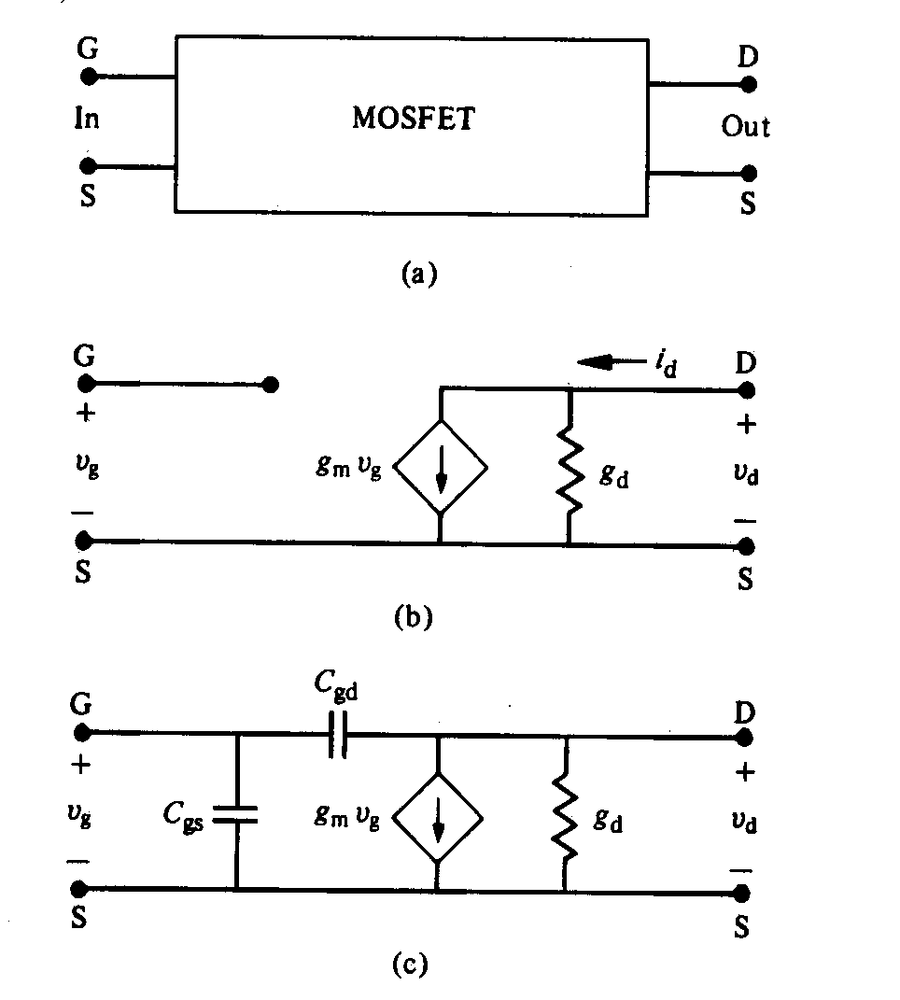 G D
In MOSFET Out
S S
(a)
G i_d D
+ +
v_g g_m v_g g_d v_d
— —
S S
(b)
C_gd
G D
+ +
v_g C_gs g_m v_g g_d v_d
— —
S S
(c)